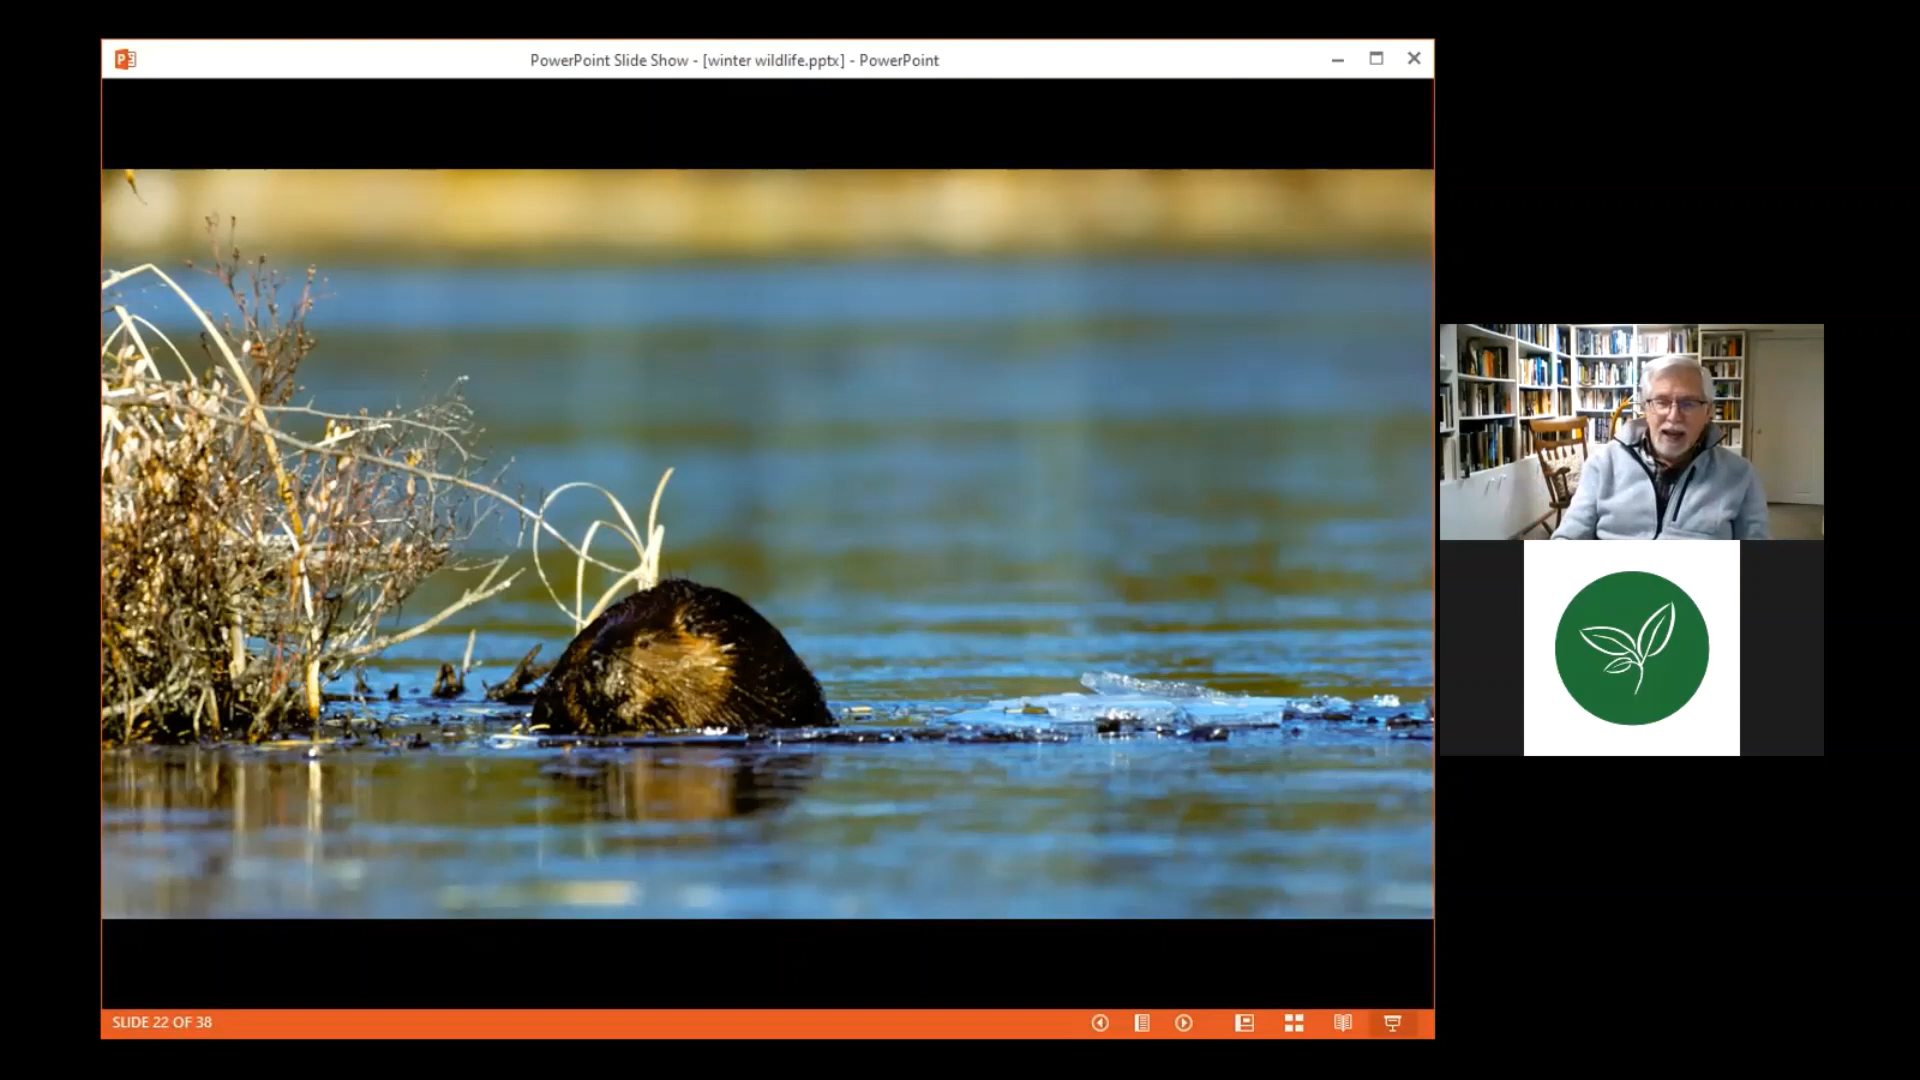 PowerPoint Slide Show - [winter wildlife.pptx] - PowerPoint
SLIDE 22 OF 38